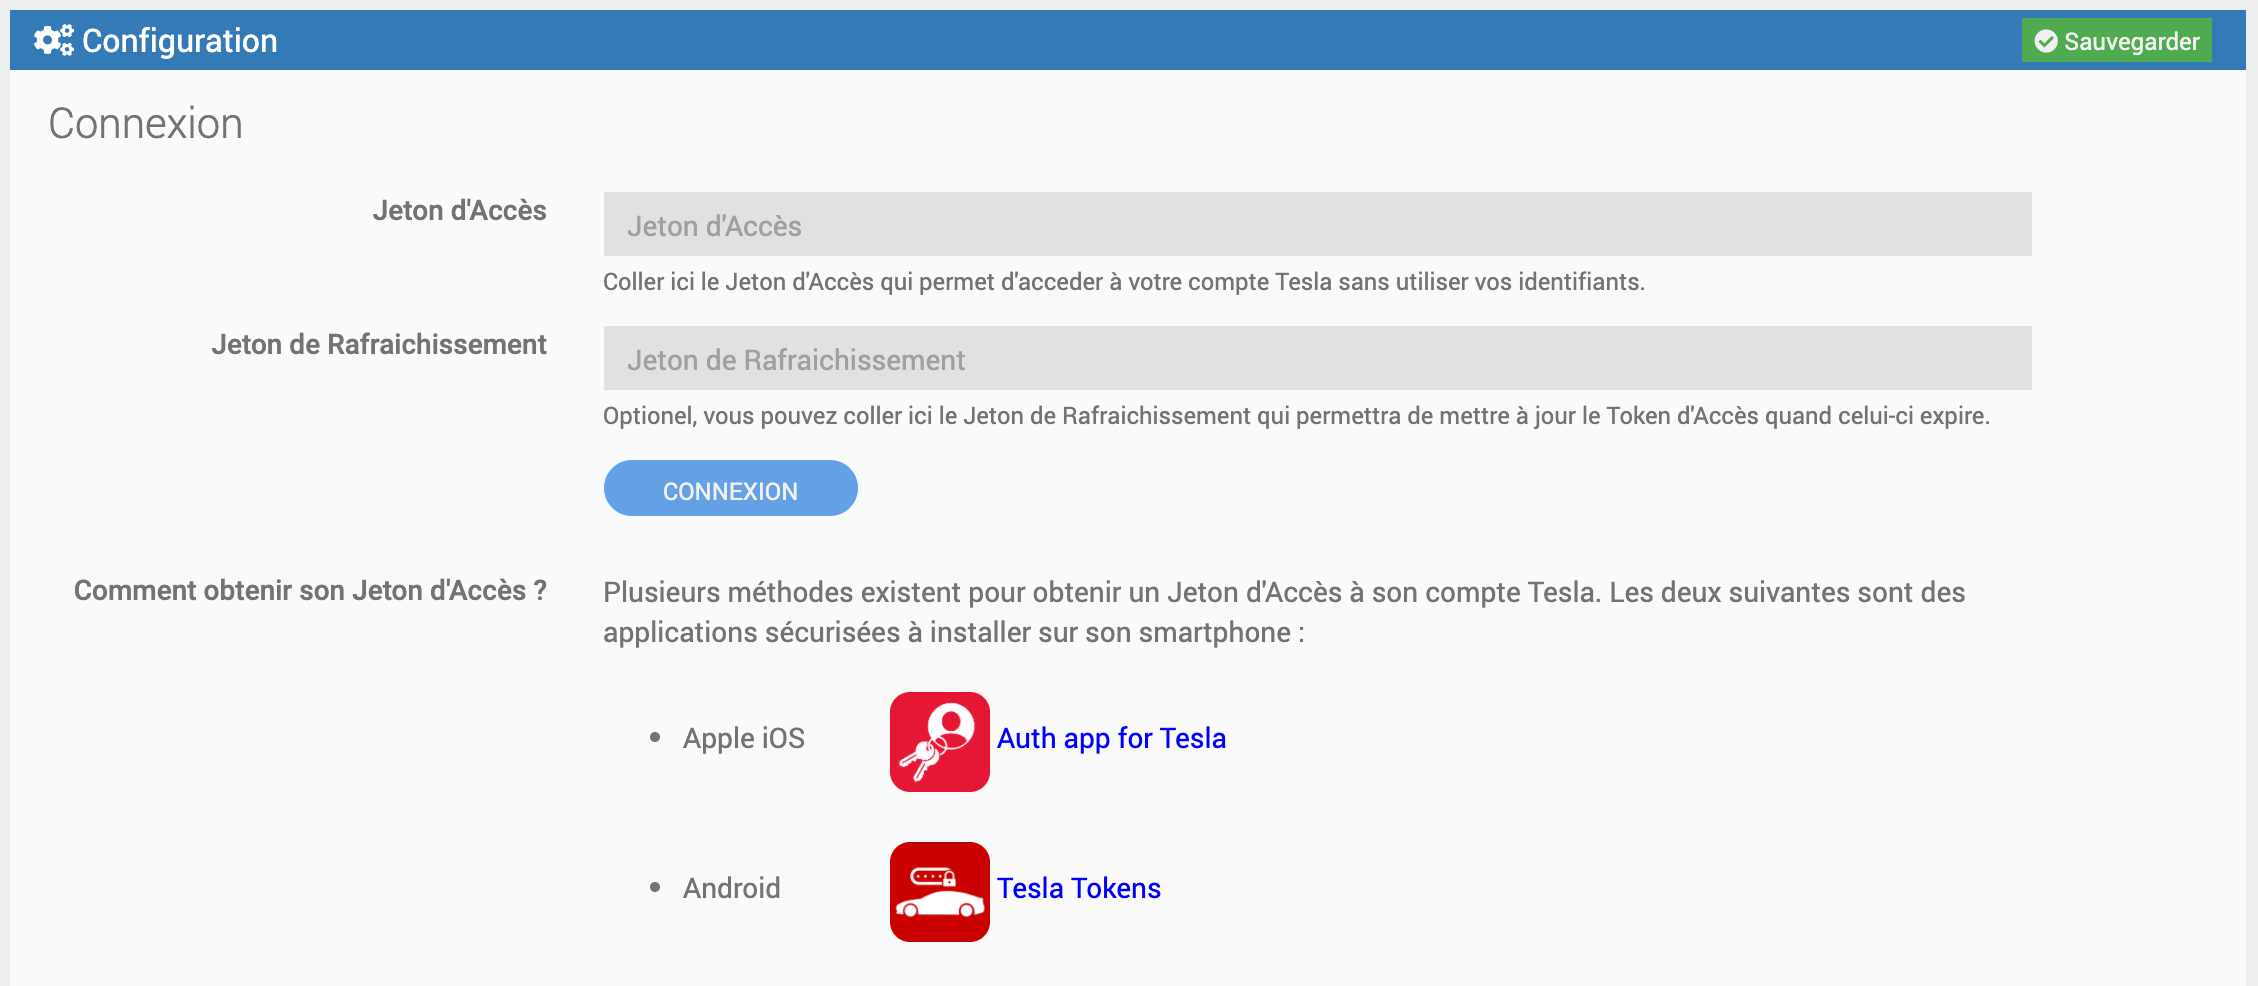 Configuration
Sauvegarder
Connexion
Jeton d'Accès
Jeton d'Accès
Coller ici le Jeton d'Accès qui permet d'acceder à votre compte Tesla sans utiliser vos identifiants.
Jeton de Rafraichissement
Jeton de Rafraichissement
Optionel, vous pouvez coller ici le Jeton de Rafraichissement qui permettra de mettre à jour le Token d'Accès quand celui-ci expire.
CONNEXION
Comment obtenir son Jeton d'Accès ?
Plusieurs méthodes existent pour obtenir un Jeton d'Accès à son compte Tesla. Les deux suivantes sont des
applications sécurisées à installer sur son smartphone :
• Apple iOS
Auth app for Tesla
• Android
Tesla Tokens